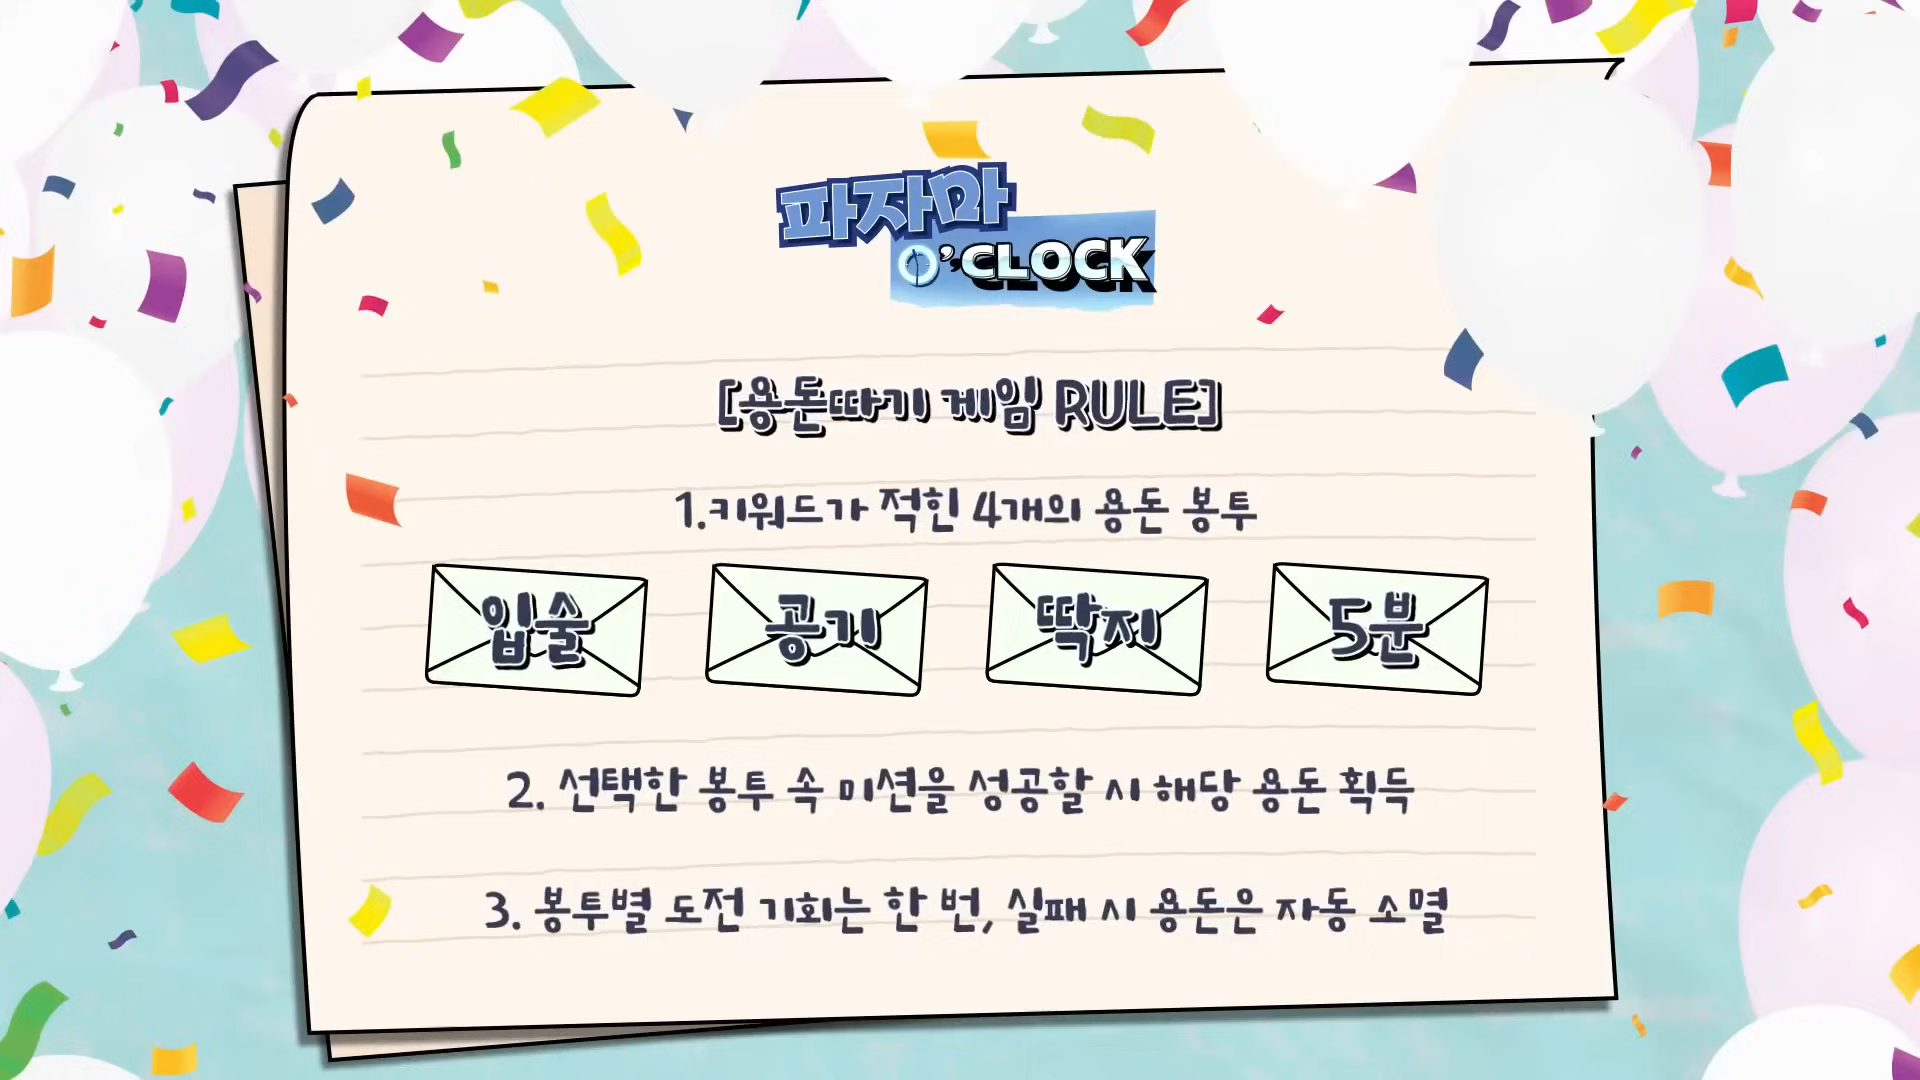 파자마
O'CLOCK
[용돈따기 게임 RULE]
1.키워드가 적힌 4개의 용돈 봉투
입술 공기 딱지 5분
2. 선택한 봉투 속 미션을 성공할 시 해당 용돈 획득
3. 봉투별 도전 기회는 한 번, 실패 시 용돈은 자동 소멸